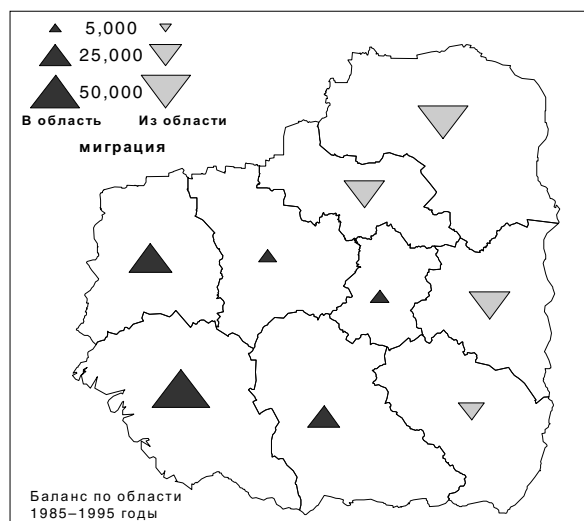 5,000
25,000
50,000
В область Из области
миграция
Баланс по области
1985–1995 годы